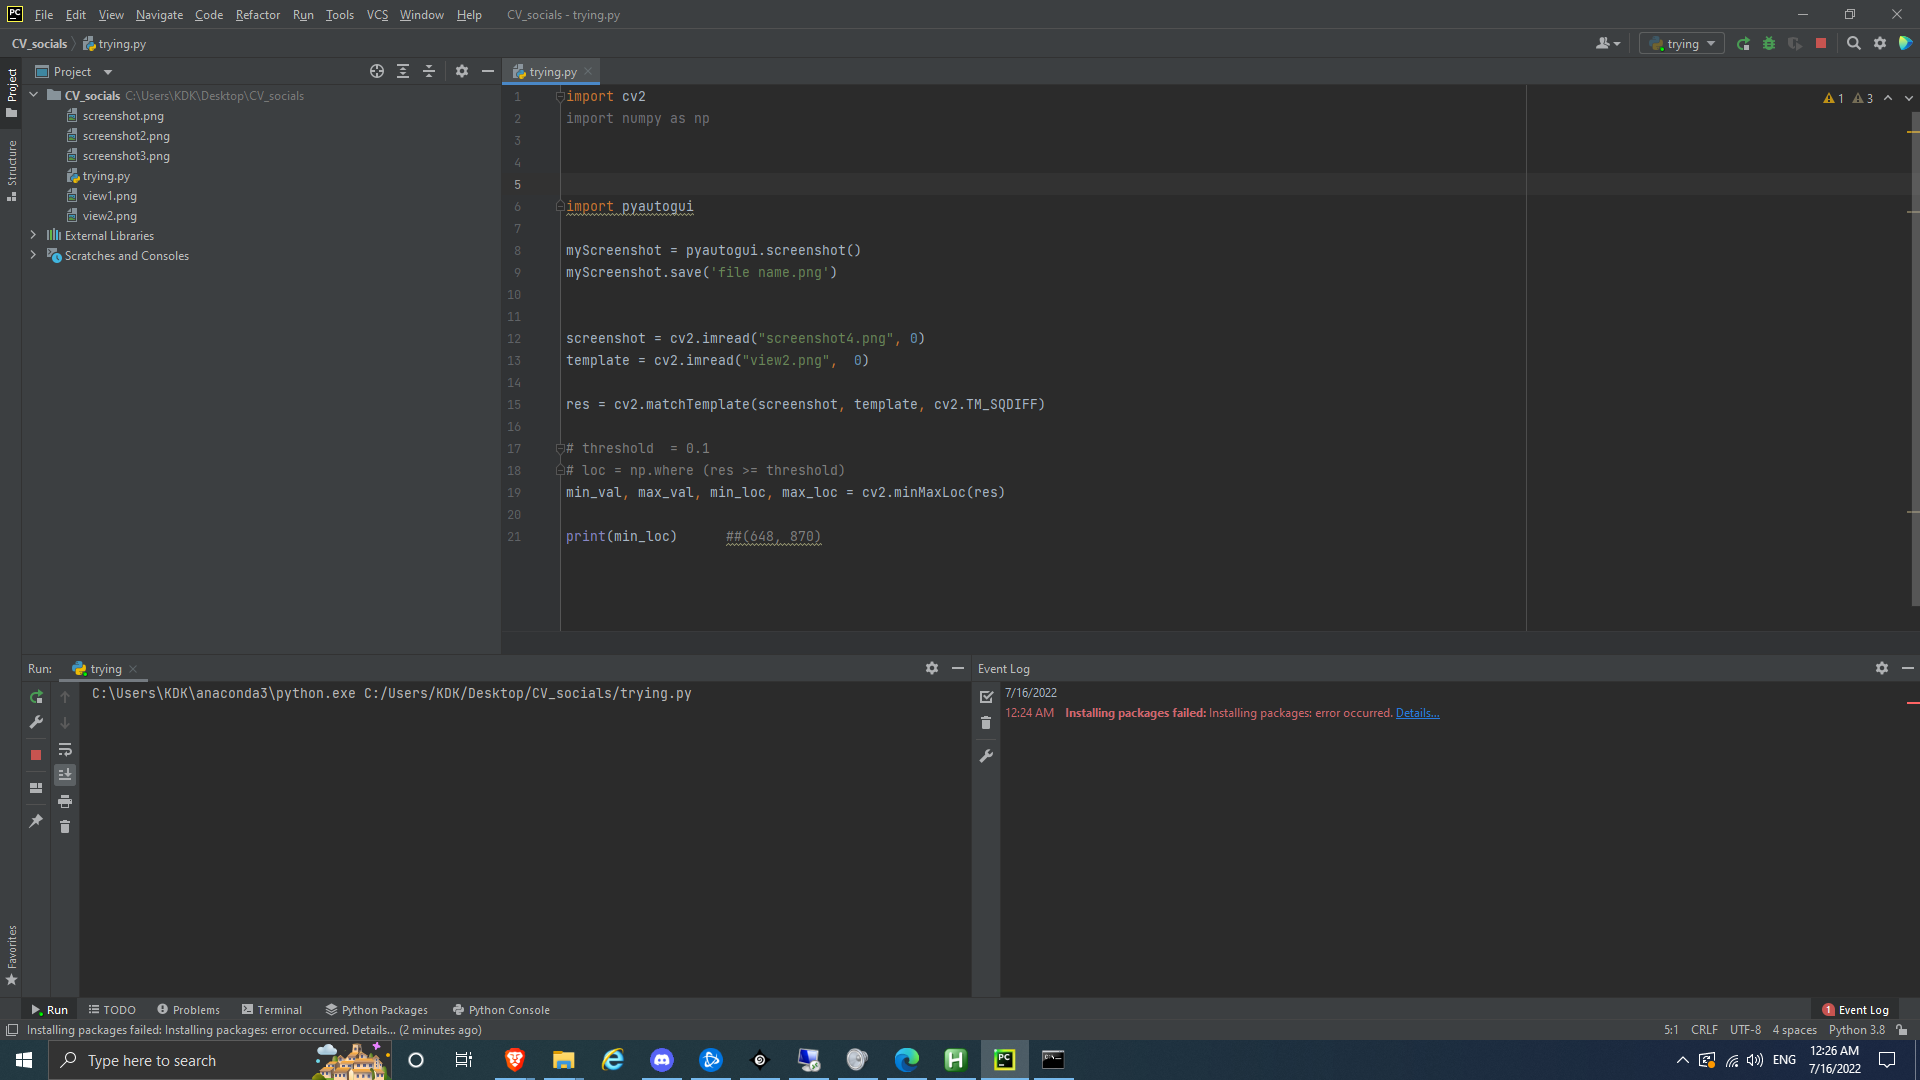 PC File Edit View Navigate Code Refactor Run Tools VCS Window Help CV_socials - trying.py
CV_socials trying.py
trying
Project
Project
trying.py
CV_socials C:\Users\KDK\Desktop\CV_socials
screenshot.png
screenshot2.png
screenshot3.png
trying.py
view1.png
view2.png
External Libraries
Scratches and Consoles
Structure
1 import cv2
2 import numpy as np
3
4
5
6 import pyautogui
7
8 myScreenshot = pyautogui.screenshot()
9 myScreenshot.save('file name.png')
10
11
12 screenshot = cv2.imread("screenshot4.png", 0)
13 template = cv2.imread("view2.png",  0)
14
15 res = cv2.matchTemplate(screenshot, template, cv2.TM_SQDIFF)
16
17 # threshold  = 0.1
18 # loc = np.where (res >= threshold)
19 min_val, max_val, min_loc, max_loc = cv2.minMaxLoc(res)
20
21 print(min_loc)      ##(648, 870)
1 3
Run: trying
C:\Users\KDK\anaconda3\python.exe C:/Users/KDK/Desktop/CV_socials/trying.py
Event Log
7/16/2022
12:24 AM Installing packages failed: Installing packages: error occurred. Details...
Favorites
Run TODO Problems Terminal Python Packages Python Console 1 Event Log
Installing packages failed: Installing packages: error occurred. Details... (2 minutes ago) 5:1 CRLF UTF-8 4 spaces Python 3.8
Type here to search
H
PC
ENG
12:26 AM
7/16/2022